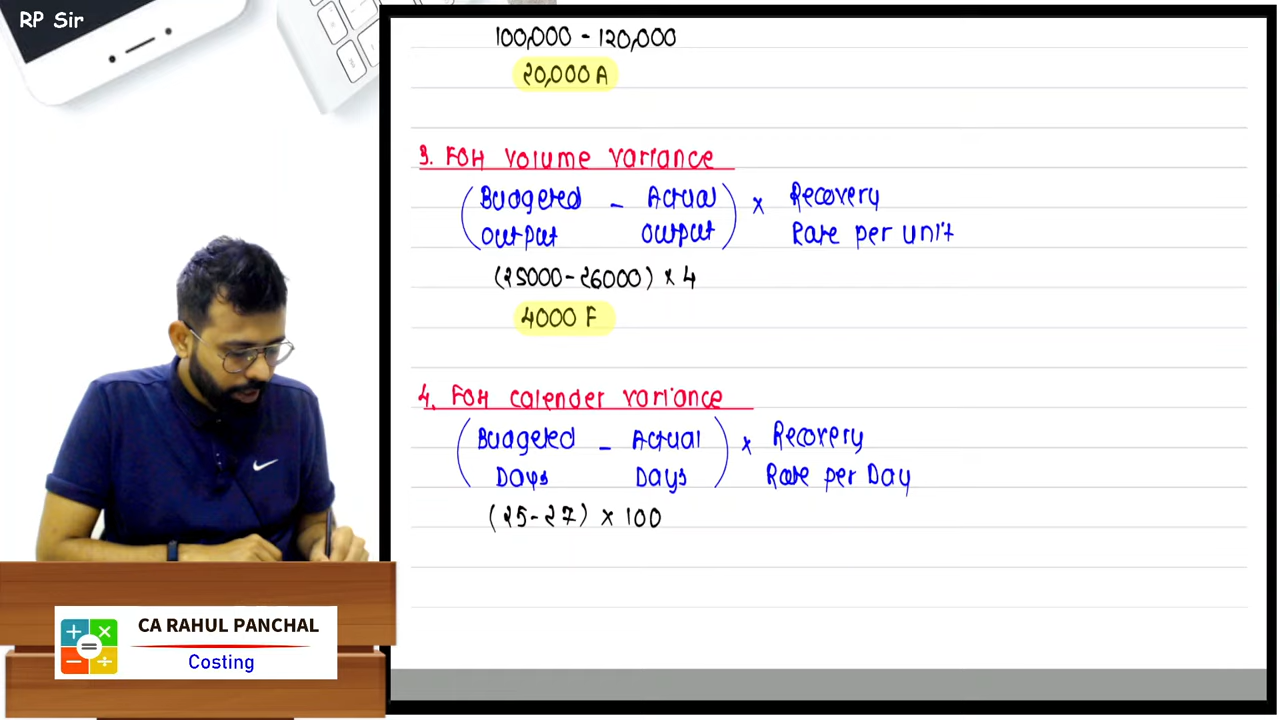 RP Sir
100,000 - 120,000
20,000 A
3. FOH volume variance
(Budgeted - Actual) × Recovery
output output Rate per unit
(25000 - 26000) × 4
4000 F
4. FOH calender variance
(Budgeted - Actual) × Recovery
Days Days Rate per Day
(25 - 27) × 100
CA RAHUL PANCHAL
Costing